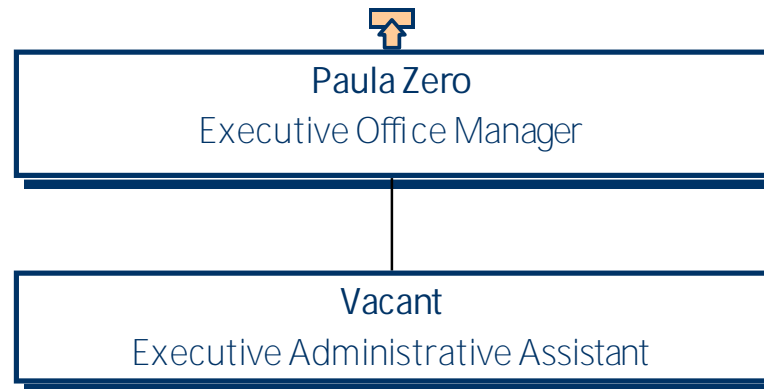 Paula Zero
Executive Office Manager
Vacant
Executive Administrative Assistant